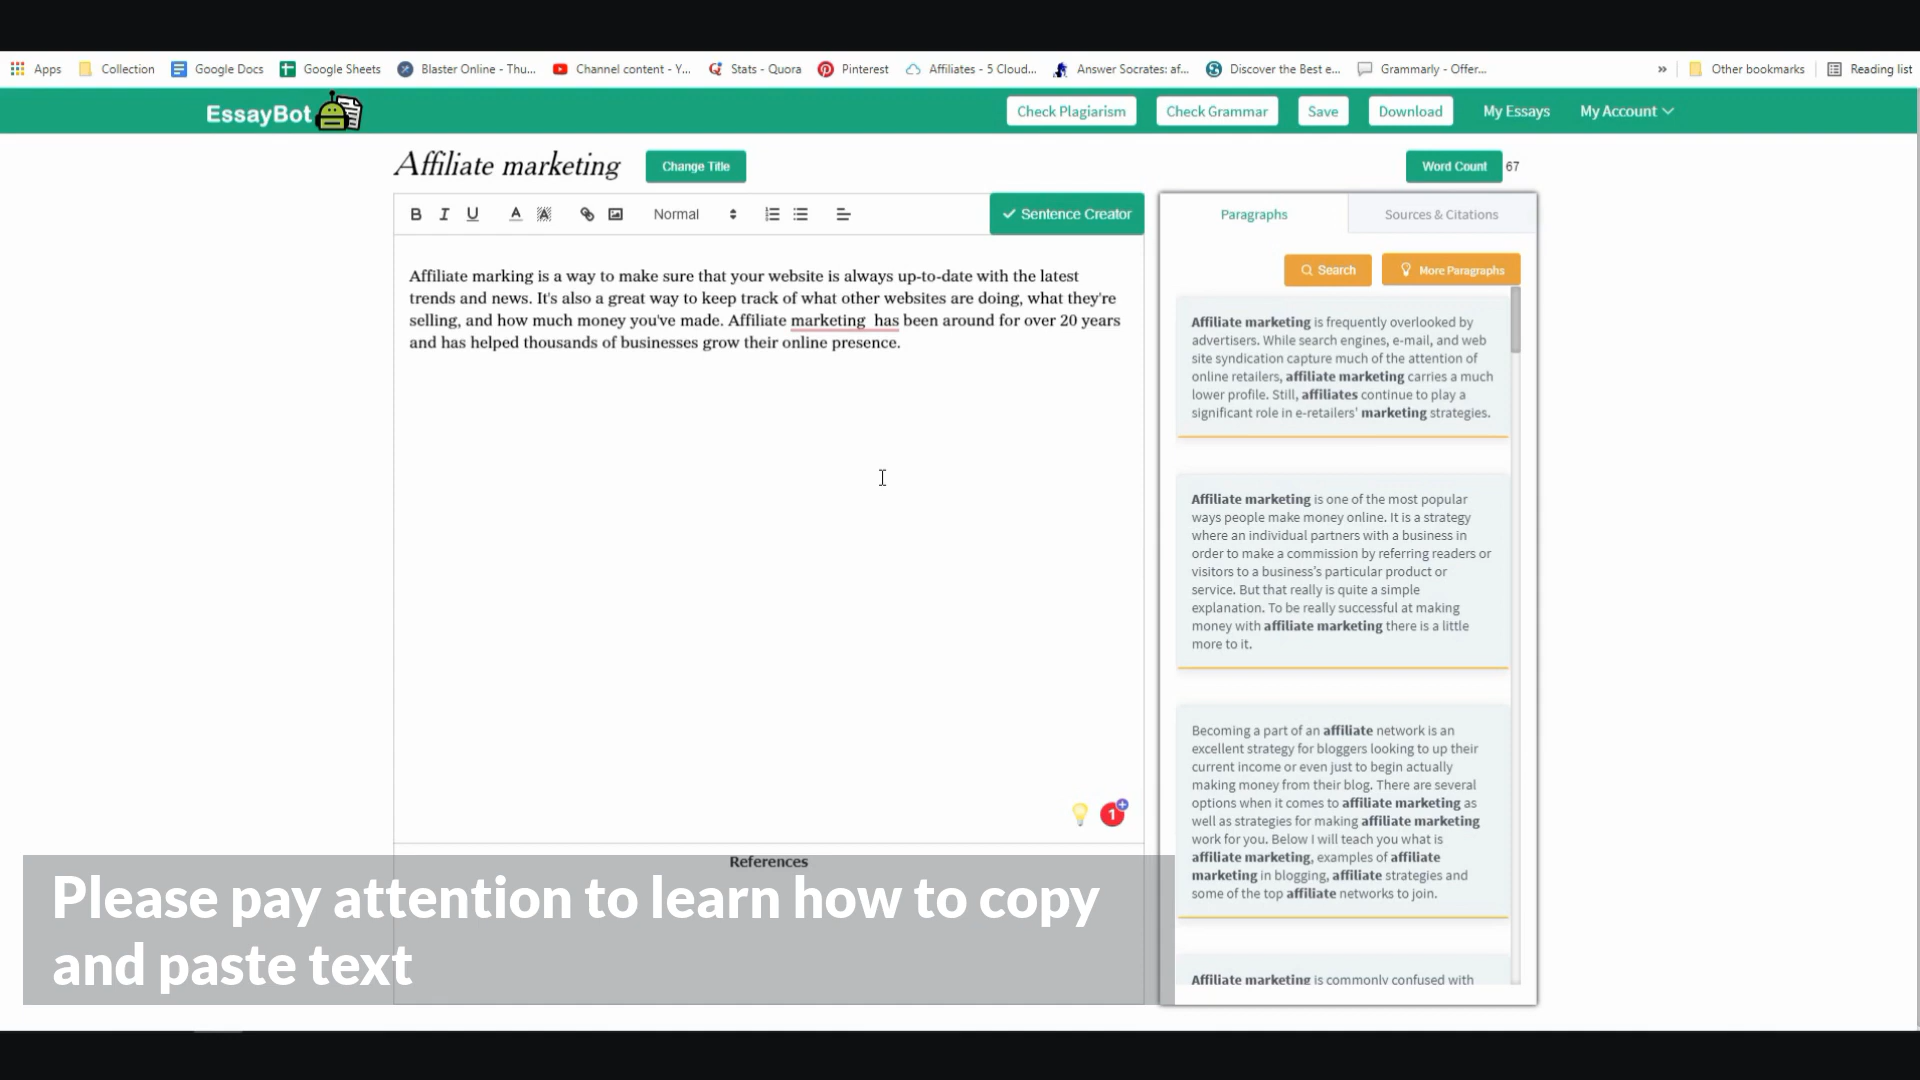 Apps Collection Google Docs Google Sheets Blaster Online - Thu... Channel content - Y... Stats - Quora Pinterest Affiliates - 5 Cloud... Answer Socrates: af... Discover the Best e... Grammarly - Offer... » Other bookmarks Reading list
EssayBot Check Plagiarism Check Grammar Save Download My Essays My Account
Affiliate marketing Change Title Word Count 67
B I U A A Normal Sentence Creator
Affiliate marking is a way to make sure that your website is always up-to-date with the latest
trends and news. It's also a great way to keep track of what other websites are doing, what they're
selling, and how much money you've made. Affiliate marketing  has been around for over 20 years
and has helped thousands of businesses grow their online presence.
1
References
Paragraphs Sources & Citations
Search More Paragraphs
Affiliate marketing is frequently overlooked by
advertisers. While search engines, e-mail, and web
site syndication capture much of the attention of
online retailers, affiliate marketing carries a much
lower profile. Still, affiliates continue to play a
significant role in e-retailers' marketing strategies.
Affiliate marketing is one of the most popular
ways people make money online. It is a strategy
where an individual partners with a business in
order to make a commission by referring readers or
visitors to a business's particular product or
service. But that really is quite a simple
explanation. To be really successful at making
money with affiliate marketing there is a little
more to it.
Becoming a part of an affiliate network is an
excellent strategy for bloggers looking to up their
current income or even just to begin actually
making money from their blog. There are several
options when it comes to affiliate marketing as
well as strategies for making affiliate marketing
work for you. Below I will teach you what is
affiliate marketing, examples of affiliate
marketing in blogging, affiliate strategies and
some of the top affiliate networks to join.
Affiliate marketing is commonly confused with
Please pay attention to learn how to copy
and paste text